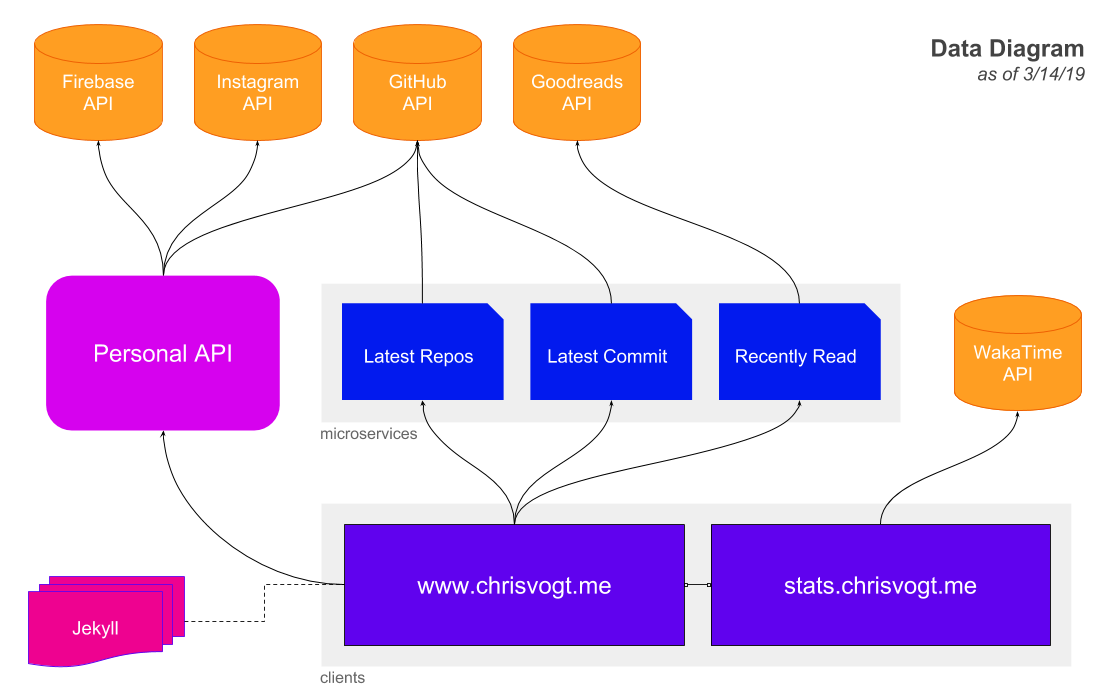 Data Diagram
as of 3/14/19
Firebase
API
Instagram
API
GitHub
API
Goodreads
API
Personal API
Latest Repos
Latest Commit
Recently Read
WakaTime
API
microservices
www.chrisvogt.me
stats.chrisvogt.me
Jekyll
clients